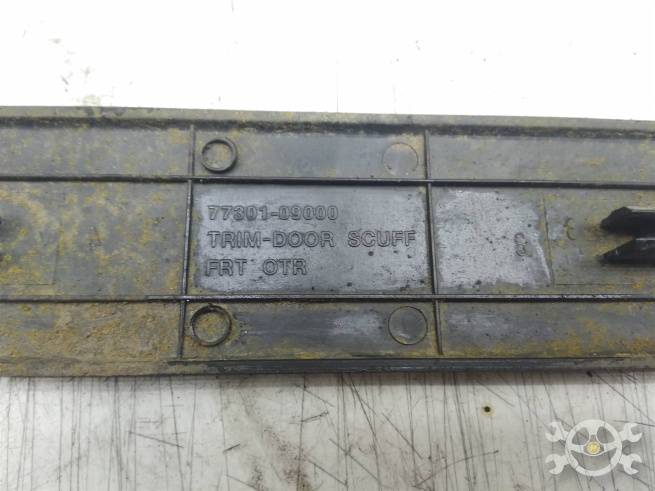 77301-09000
TRIM-DOOR SCUFF
FRT OTR